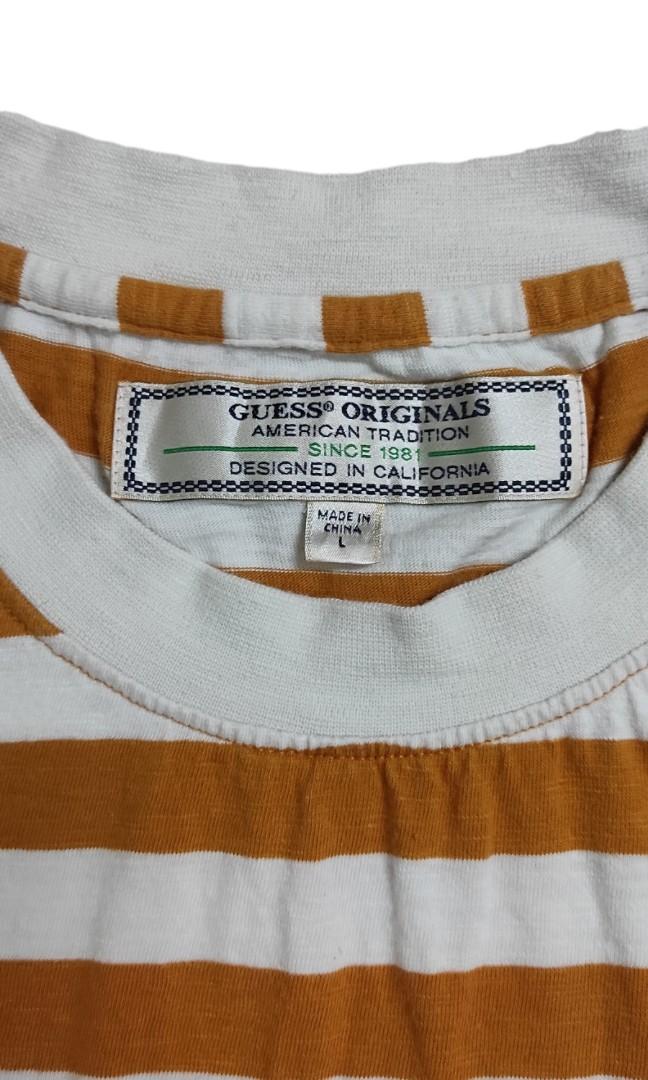 GUESS® ORIGINALS
AMERICAN TRADITION
SINCE 1981
DESIGNED IN CALIFORNIA
MADE IN
CHINA
L